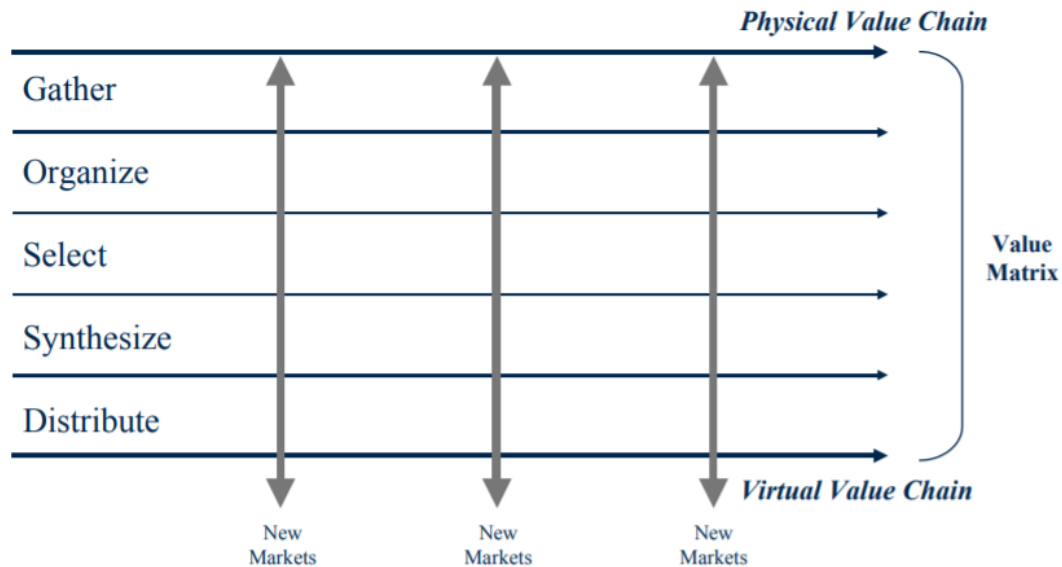 Physical Value Chain
Gather
Organize
Select
Value
Matrix
Synthesize
Distribute
Virtual Value Chain
New
Markets
New
Markets
New
Markets